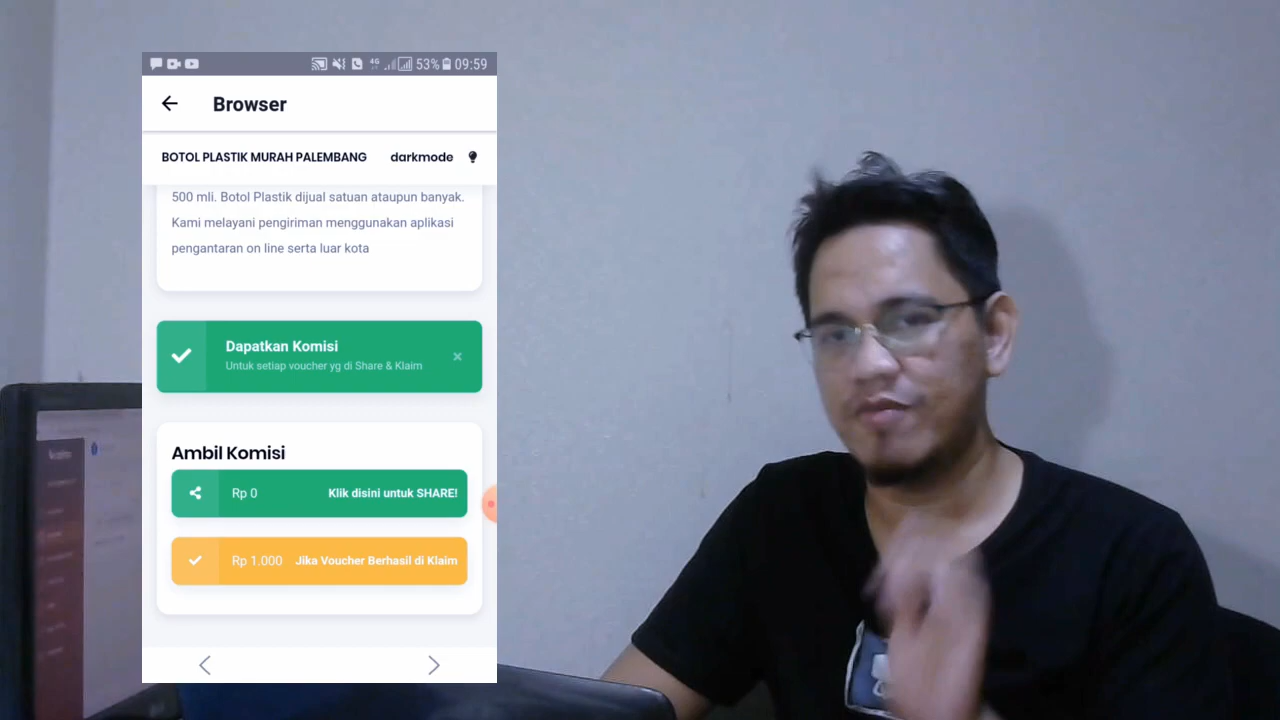 4G
53% 09:59
Browser
BOTOL PLASTIK MURAH PALEMBANG darkmode
500 mli. Botol Plastik dijual satuan ataupun banyak.
Kami melayani pengiriman menggunakan aplikasi
pengantaran on line serta luar kota
Dapatkan Komisi
Untuk setiap voucher yg di Share & Klaim
×
Ambil Komisi
Rp 0 Klik disini untuk SHARE!
Rp 1.000 Jika Voucher Berhasil di Klaim